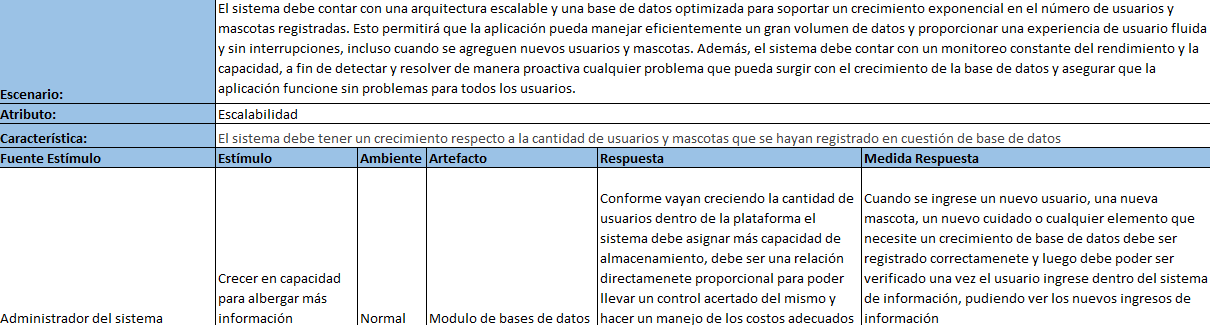 El sistema debe contar con una arquitectura escalable y una base de datos optimizada para soportar un crecimiento exponencial en el número de usuarios y
mascotas registradas. Esto permitirá que la aplicación pueda manejar eficientemente un gran volumen de datos y proporcionar una experiencia de usuario fluida
y sin interrupciones, incluso cuando se agreguen nuevos usuarios y mascotas. Además, el sistema debe contar con un monitoreo constante del rendimiento y la
capacidad, a fin de detectar y resolver de manera proactiva cualquier problema que pueda surgir con el crecimiento de la base de datos y asegurar que la
Escenario: aplicación funcione sin problemas para todos los usuarios.
Atributo: Escalabilidad
Característica: El sistema debe tener un crecimiento respecto a la cantidad de usuarios y mascotas que se hayan registrado en cuestión de base de datos
Fuente Estímulo Estímulo Ambiente Artefacto Respuesta Medida Respuesta
Administrador del sistema
Crecer en capacidad
para albergar más
información
Normal
Modulo de bases de datos
Conforme vayan creciendo la cantidad de
usuarios dentro de la plataforma el
sistema debe asignar más capacidad de
almacenamiento, debe ser una relación
directamenete proporcional para poder
llevar un control acertado del mismo y
hacer un manejo de los costos adecuados
Cuando se ingrese un nuevo usuario, una nueva
mascota, un nuevo cuidado o cualquier elemento que
necesite un crecimiento de base de datos debe ser
registrado correctamenete y luego debe poder ser
verificado una vez el usuario ingrese dentro del sistema
de información, pudiendo ver los nuevos ingresos de
información